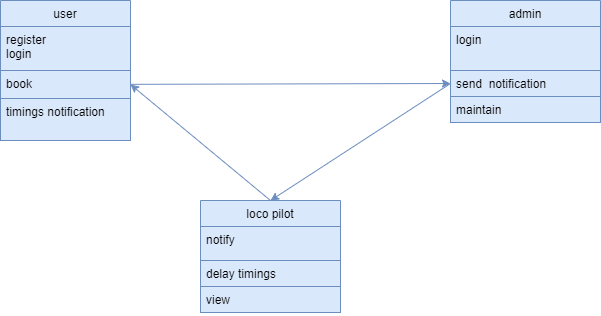 user
register
login
book
timings notification
admin
login
send  notification
maintain
loco pilot
notify
delay timings
view